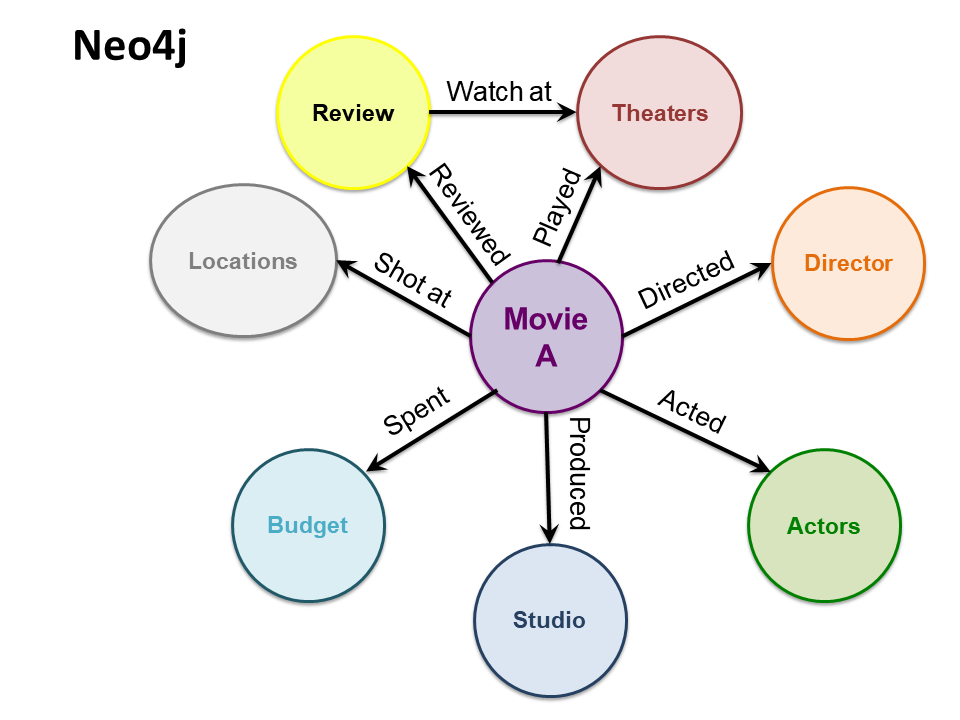 Neo4j
Review
Watch at
Theaters
Reviewed
Played
Locations
Shot at
Directed
Director
Movie
A
Spent
Produced
Acted
Budget
Studio
Actors